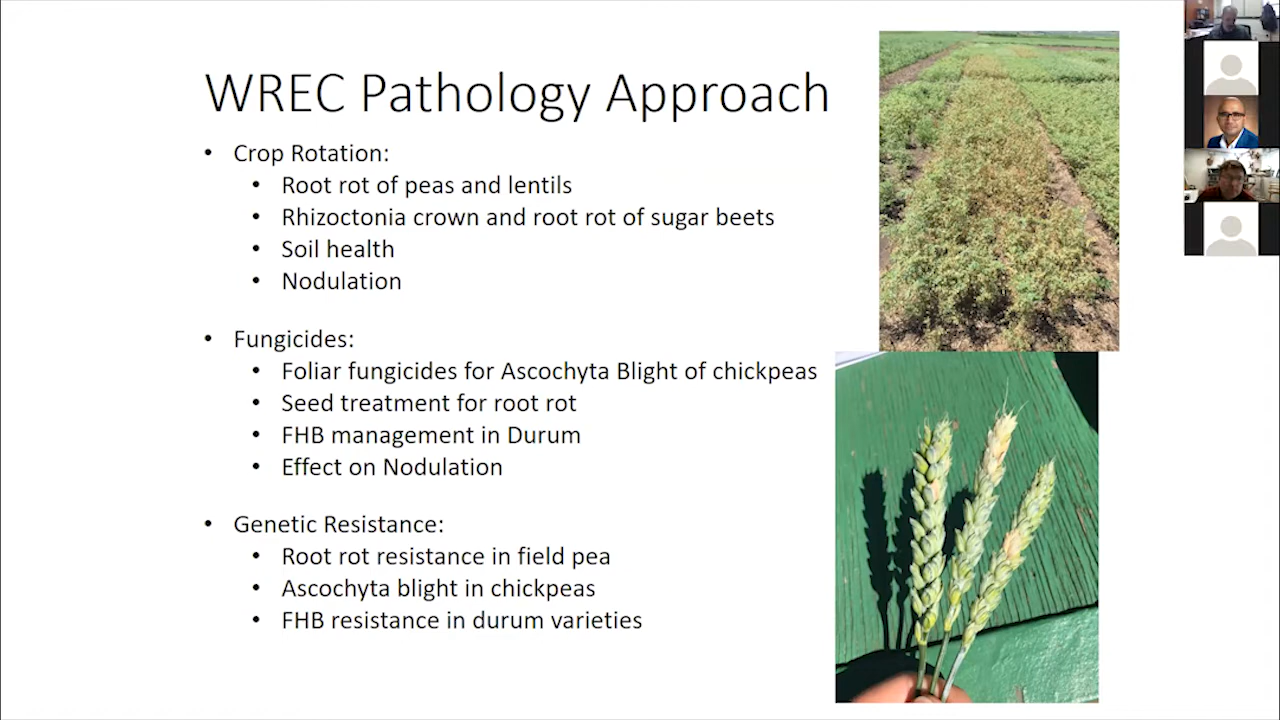 WREC Pathology Approach
• Crop Rotation:
• Root rot of peas and lentils
• Rhizoctonia crown and root rot of sugar beets
• Soil health
• Nodulation
• Fungicides:
• Foliar fungicides for Ascochyta Blight of chickpeas
• Seed treatment for root rot
• FHB management in Durum
• Effect on Nodulation
• Genetic Resistance:
• Root rot resistance in field pea
• Ascochyta blight in chickpeas
• FHB resistance in durum varieties